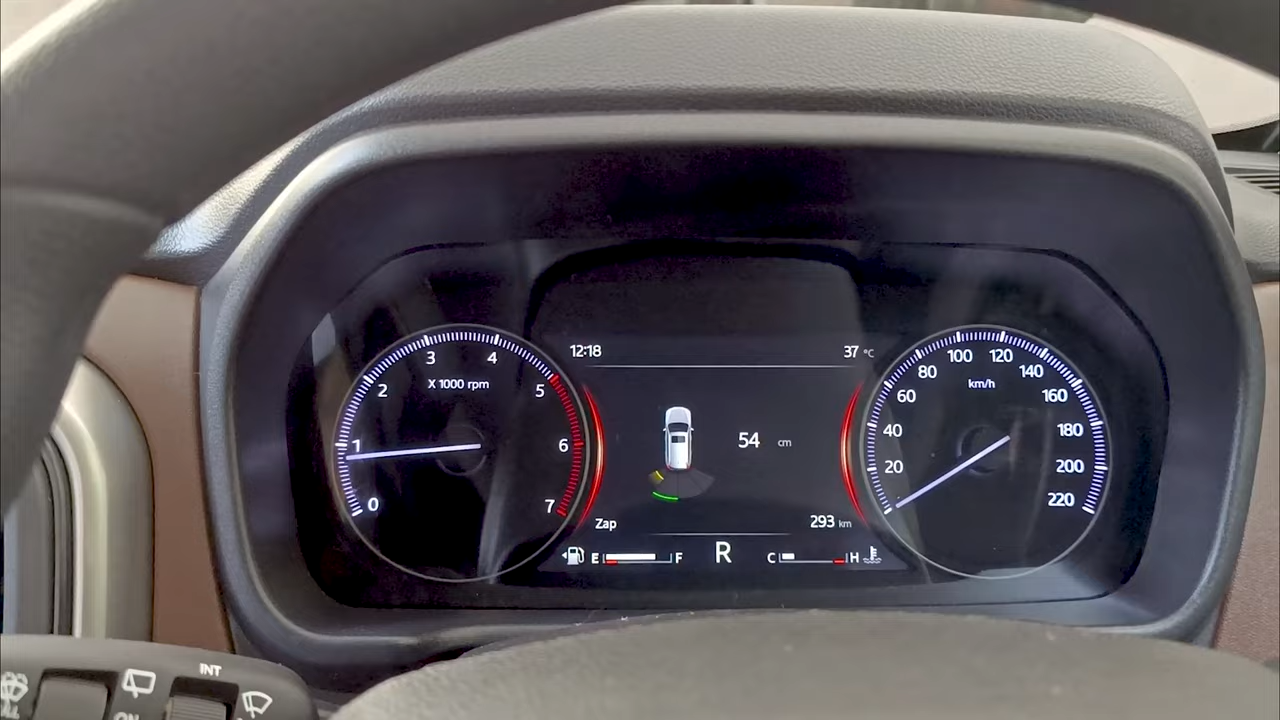 12:18 37 °C
3 4
2 X 1000 rpm 5
1 6
0 7
54 cm
100 120
80 km/h 140
60 160
40 180
20 200
220
Zap 293 km
E F R C H
INT